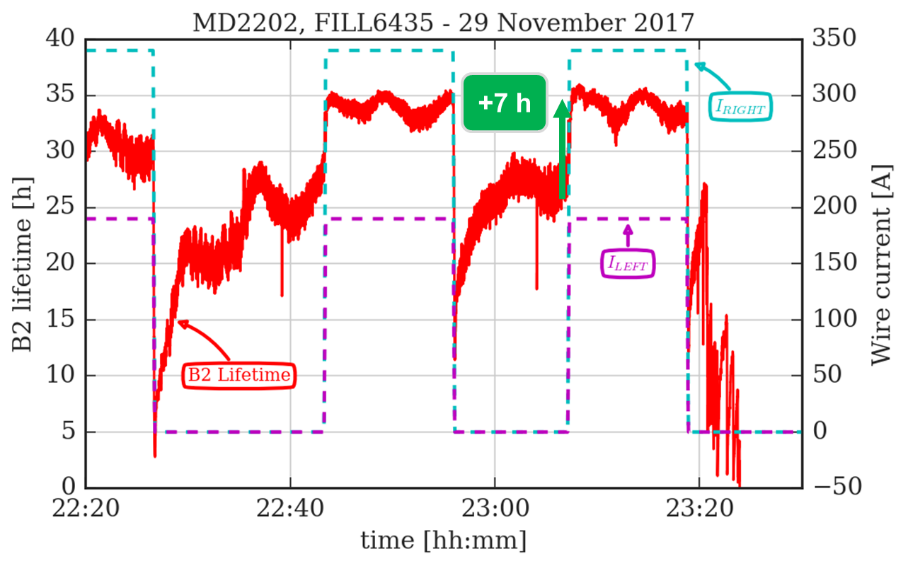 MD2202, FILL6435 - 29 November 2017
40
35
30
25
20
15
10
5
0
B2 lifetime [h]
350
300
250
200
150
100
50
0
−50
Wire current [A]
+7 h
I_RIGHT
I_LEFT
B2 Lifetime
22:20
22:40
23:00
23:20
time [hh:mm]